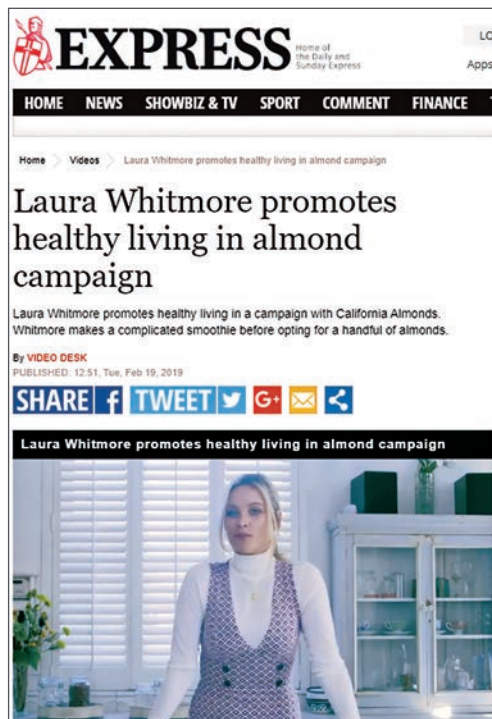 EXPRESS
Home of
the Daily and
Sunday Express
LO
Apps
HOME NEWS SHOWBIZ & TV SPORT COMMENT FINANCE
Home Videos Laura Whitmore promotes healthy living in almond campaign
Laura Whitmore promotes
healthy living in almond
campaign
Laura Whitmore promotes healthy living in a campaign with California Almonds.
Whitmore makes a complicated smoothie before opting for a handful of almonds.
By VIDEO DESK
PUBLISHED: 12:51, Tue, Feb 19, 2019
SHARE f TWEET G+
Laura Whitmore promotes healthy living in almond campaign